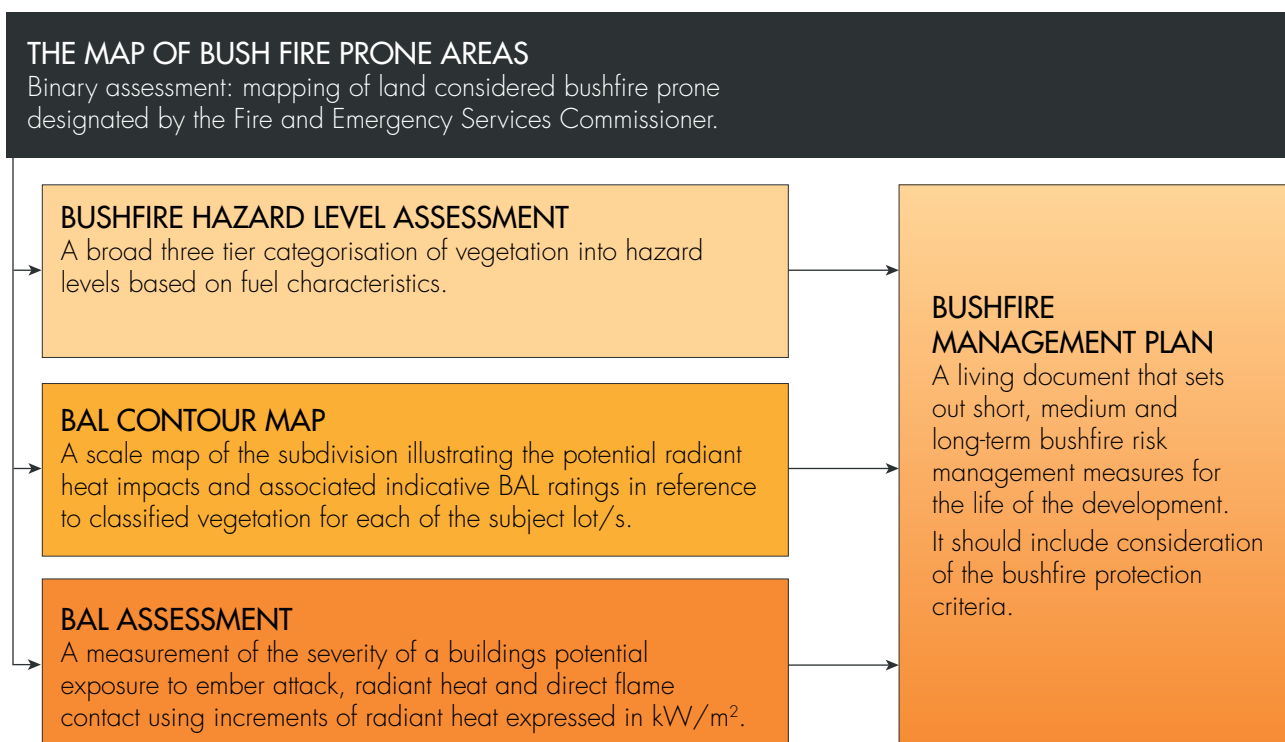 THE MAP OF BUSH FIRE PRONE AREAS
Binary assessment: mapping of land considered bushfire prone
designated by the Fire and Emergency Services Commissioner.
BUSHFIRE HAZARD LEVEL ASSESSMENT
A broad three tier categorisation of vegetation into hazard
levels based on fuel characteristics.
BAL CONTOUR MAP
A scale map of the subdivision illustrating the potential radiant
heat impacts and associated indicative BAL ratings in reference
to classified vegetation for each of the subject lot/s.
BAL ASSESSMENT
A measurement of the severity of a buildings potential
exposure to ember attack, radiant heat and direct flame
contact using increments of radiant heat expressed in kW/m².
BUSHFIRE
MANAGEMENT PLAN
A living document that sets
out short, medium and
long-term bushfire risk
management measures for
the life of the development.
It should include consideration
of the bushfire protection
criteria.